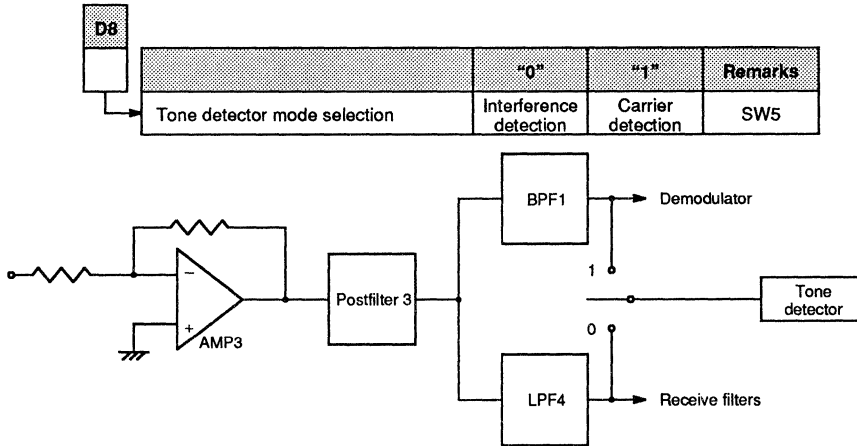 D8
“0” “1” Remarks
Tone detector mode selection Interference detection Carrier detection SW5
BPF1
Demodulator
1
−
+
AMP3
Postfilter 3
Tone
detector
0
LPF4
Receive filters